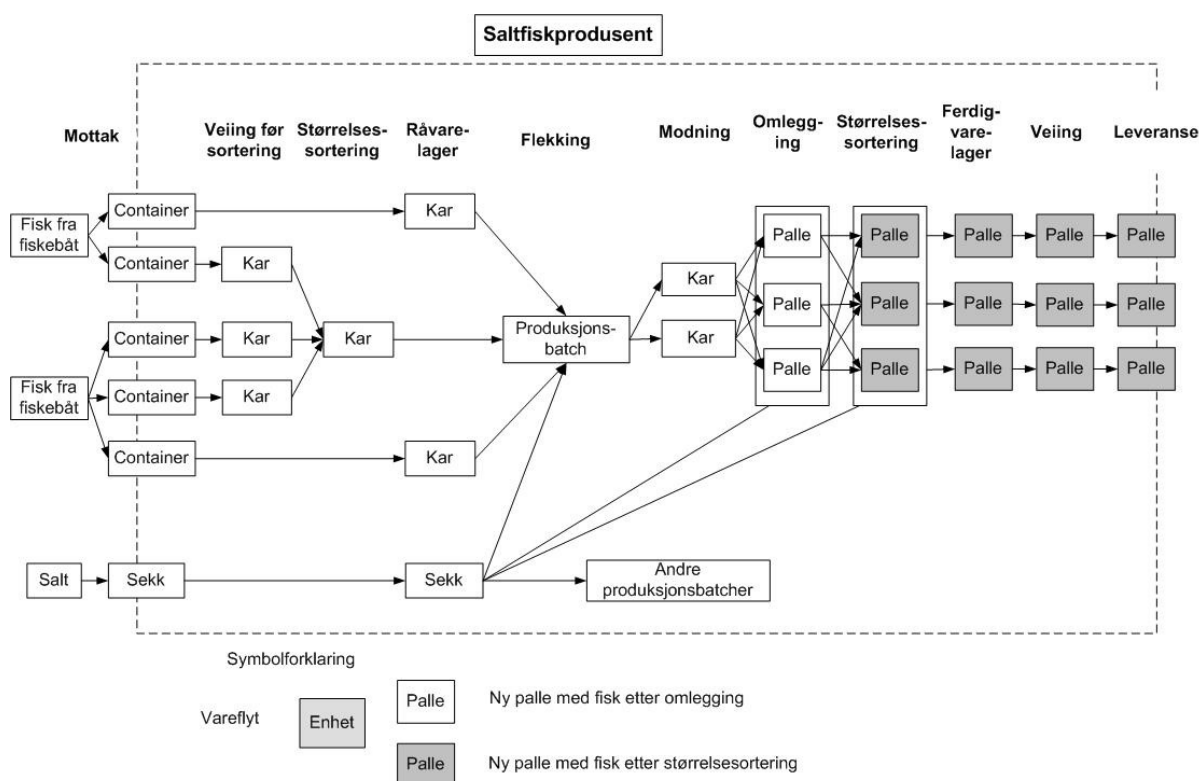 Saltfiskprodusent
Mottak
Veiing før
sortering
Størrelses-
sortering
Råvare-
lager
Flekking
Modning
Omlegg-
ing
Størrelses-
sortering
Ferdig-
vare-
lager
Veiing
Leveranse
Fisk fra
fiskebåt
Container
Kar
Container
Kar
Palle
Palle
Palle
Palle
Palle
Kar
Container
Kar
Kar
Produksjons-
batch
Kar
Palle
Palle
Palle
Palle
Palle
Fisk fra
fiskebåt
Container
Kar
Palle
Palle
Palle
Palle
Palle
Container
Kar
Salt
Sekk
Sekk
Andre
produksjonsbatcher
Symbolforklaring
Vareflyt
Enhet
Palle
Ny palle med fisk etter omlegging
Palle
Ny palle med fisk etter størrelsesortering